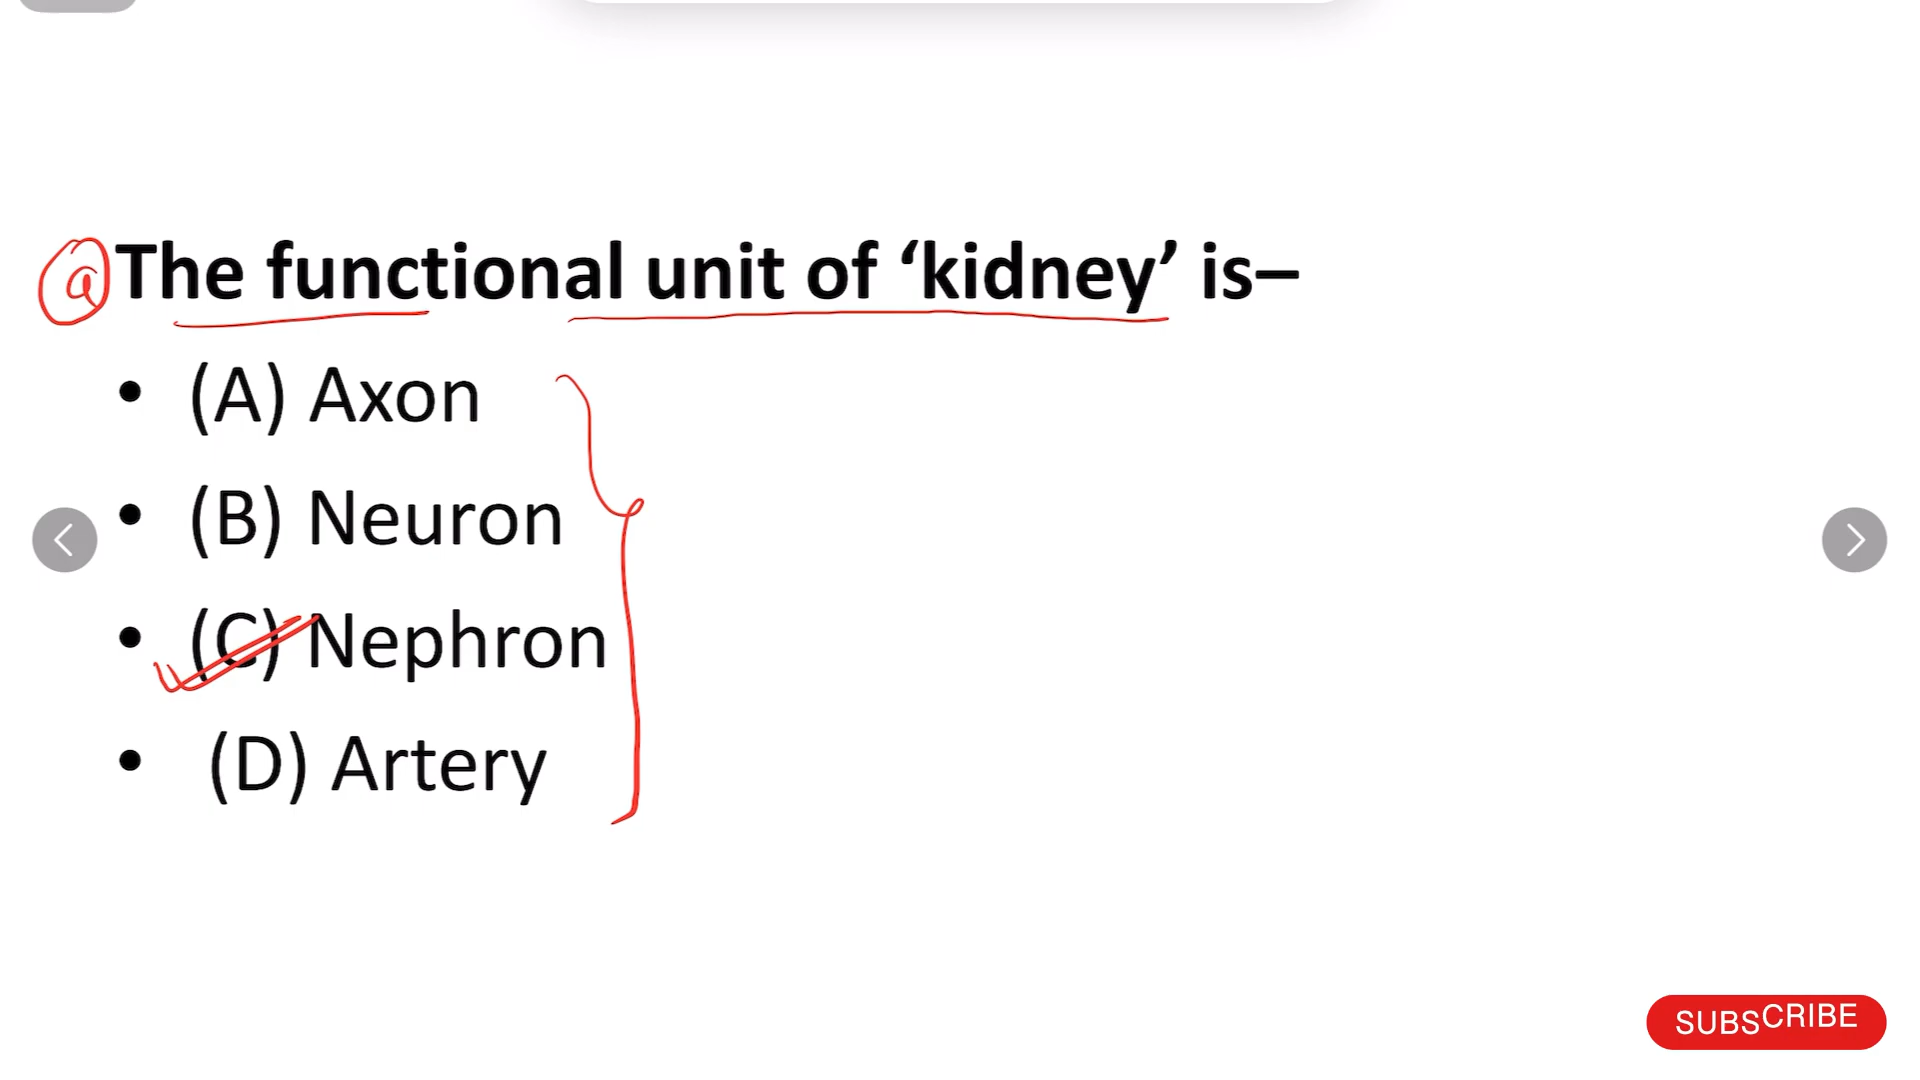 @The functional unit of ‘kidney’ is–
• (A) Axon
• (B) Neuron
• (C) Nephron
• (D) Artery
SUBSCRIBE